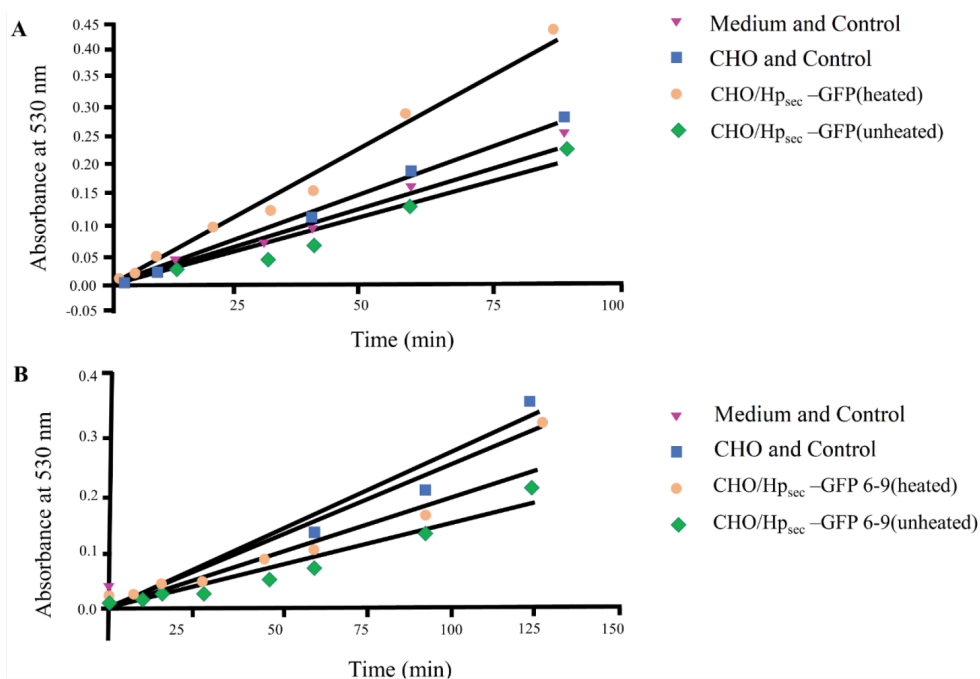 A
Absorbance at 530 nm
0.45
0.40
0.35
0.30
0.25
0.20
0.15
0.10
0.05
0.00
-0.05
25
50
75
100
Time (min)
Medium and Control
CHO and Control
CHO/Hpsec –GFP(heated)
CHO/Hpsec –GFP(unheated)
B
Absorbance at 530 nm
0.4
0.3
0.2
0.1
0.0
25
50
75
100
125
150
Time (min)
Medium and Control
CHO and Control
CHO/Hpsec –GFP 6-9(heated)
CHO/Hpsec –GFP 6-9(unheated)